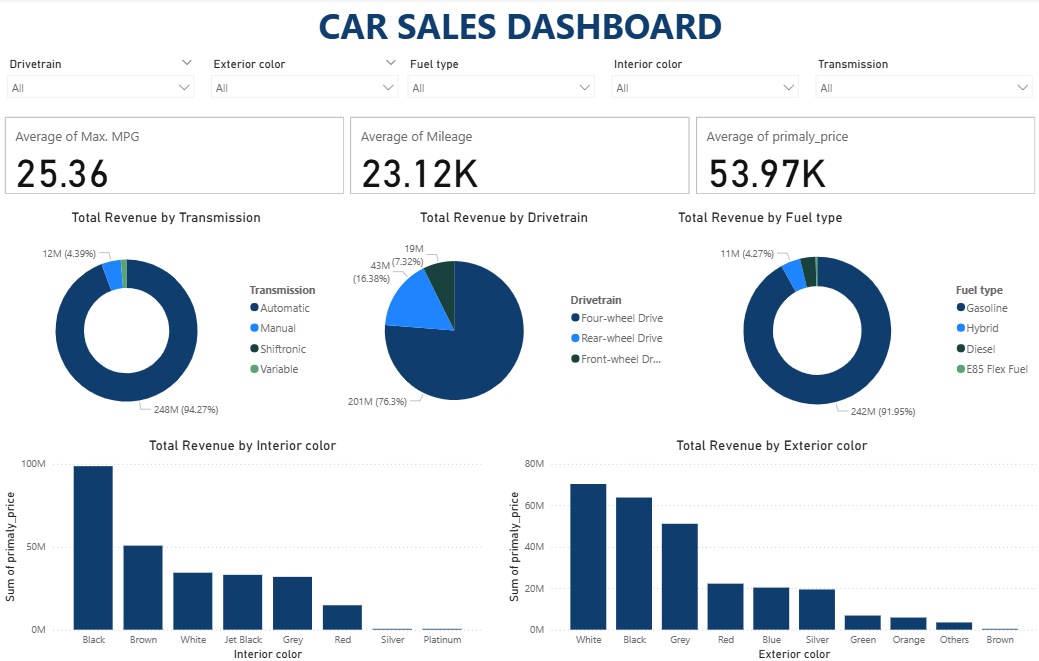 CAR SALES DASHBOARD
Drivetrain
All
Exterior color
All
Fuel type
All
Interior color
All
Transmission
All
Average of Max. MPG
25.36
Average of Mileage
23.12K
Average of primaly_price
53.97K
Total Revenue by Transmission
12M (4.39%)
248M (94.27%)
Transmission
Automatic
Manual
Shiftronic
Variable
Total Revenue by Drivetrain
19M
(7.32%)
43M
(16.38%)
201M (76.3%)
Drivetrain
Four-wheel Drive
Rear-wheel Drive
Front-wheel Dr...
Total Revenue by Fuel type
11M (4.27%)
242M (91.95%)
Fuel type
Gasoline
Hybrid
Diesel
E85 Flex Fuel
Total Revenue by Interior color
Sum of primaly_price
100M
50M
0M
Black Brown White Jet Black Grey Red Silver Platinum
Interior color
Total Revenue by Exterior color
Sum of primaly_price
80M
60M
40M
20M
0M
White Black Grey Red Blue Silver Green Orange Others Brown
Exterior color